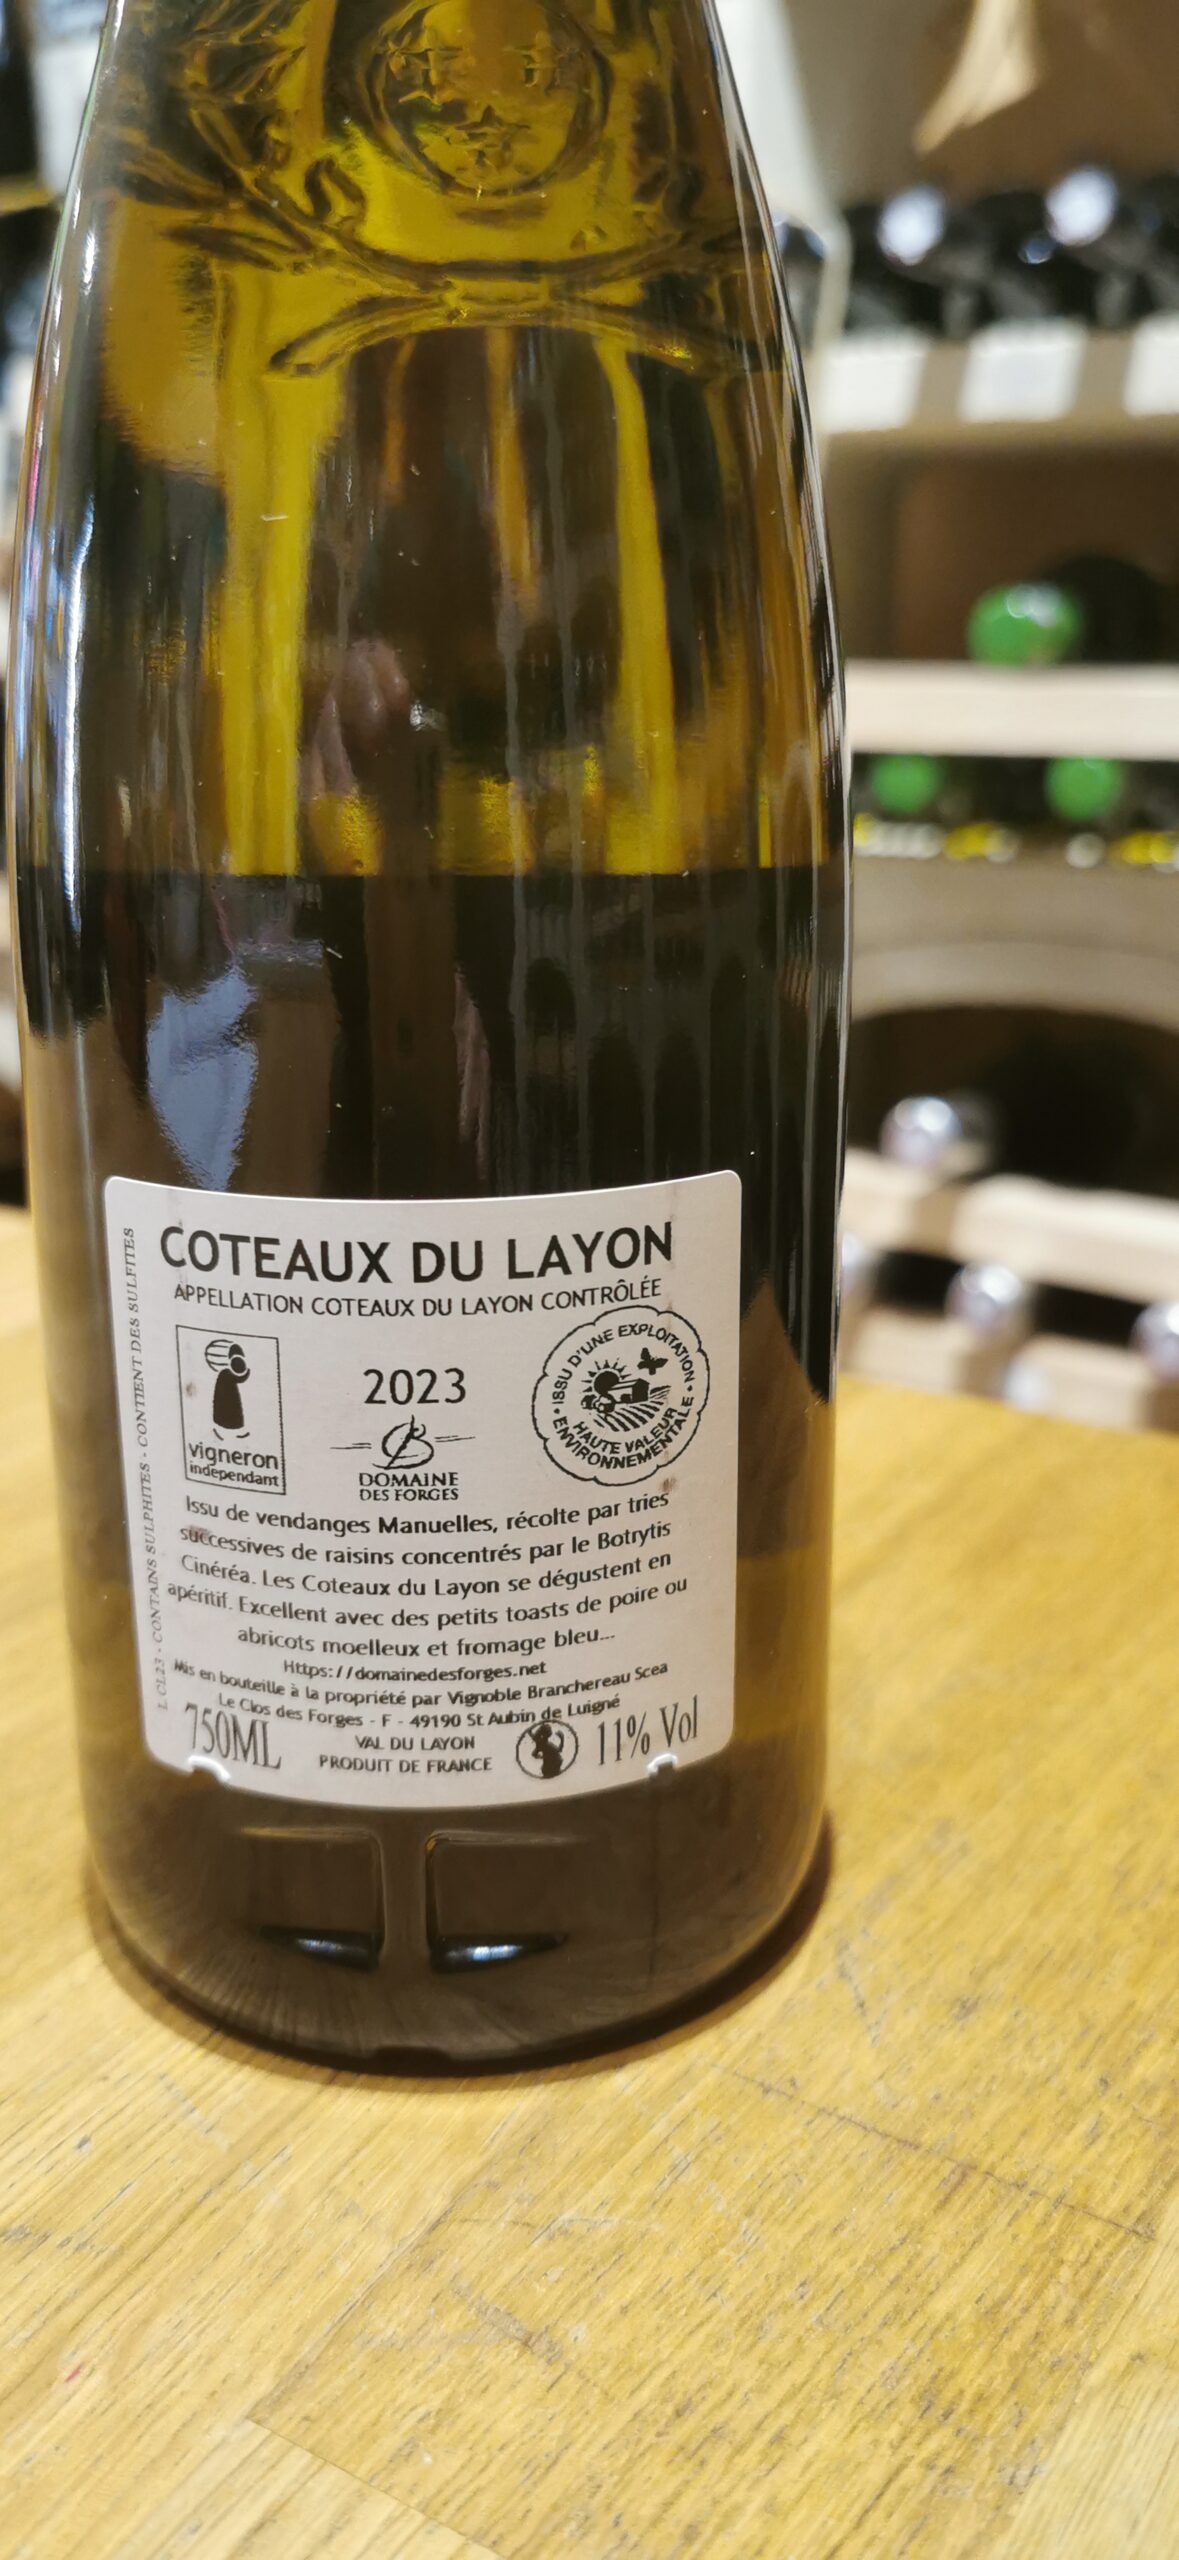 COTEAUX DU LAYON
APPELLATION COTEAUX DU LAYON CONTRÔLÉE
vigneron
independant
2023
DOMAINE
DES FORGES
ISSU D'UNE EXPLOITATION
HAUTE VALEUR
ENVIRONNEMENTALE
Issu de vendanges Manuelles, récolte par tries
successives de raisins concentrés par le Botrytis
Cinéréa. Les Coteaux du Layon se dégustent en
apéritif. Excellent avec des petits toasts de poire ou
abricots moelleux et fromage bleu...
Https://domainedesforges.net
Mis en bouteille à la propriété par Vignoble Branchereau Scea
Le Clos des Forges - F - 49190 St Aubin de Luigné
750ML
VAL DU LAYON
PRODUIT DE FRANCE
11% Vol
L CL23 - CONTAINS SULPHITES - CONTIENT DES SULFITES